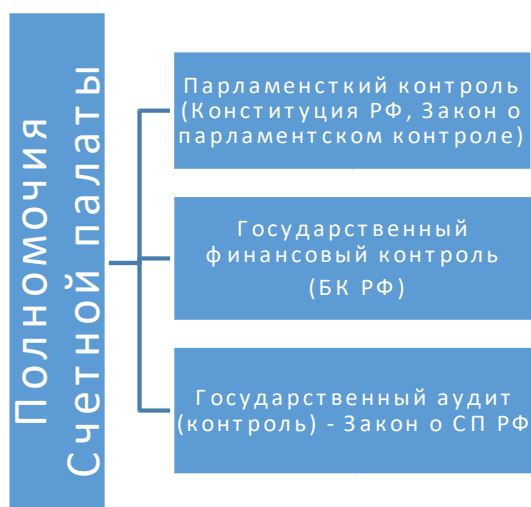 Полномочия
Счетной палаты
Парламенсткий контроль
(Конституция РФ, Закон о
парламентском контроле)
Государственный
финансовый контроль
(БК РФ)
Государственный аудит
(контроль) - Закон о СП РФ